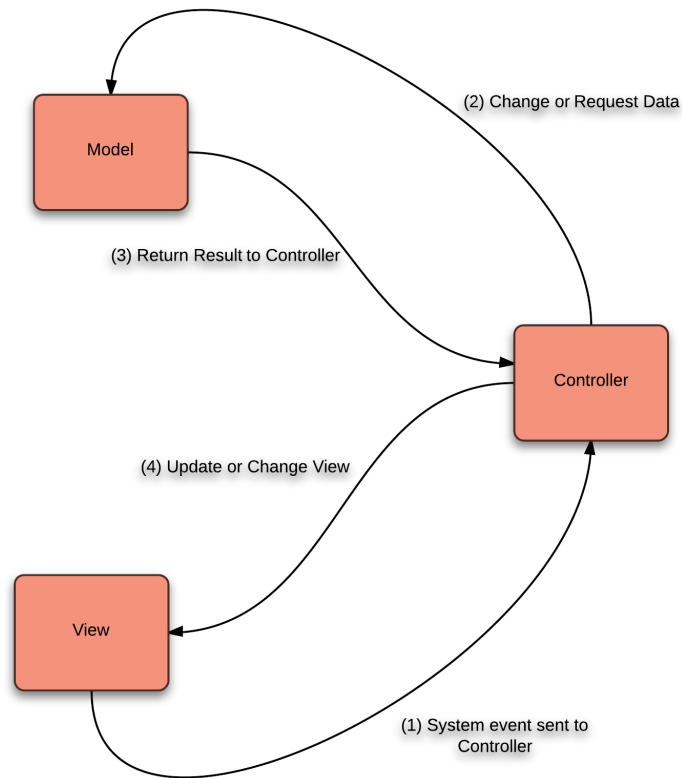 (2) Change or Request Data
Model
(3) Return Result to Controller
Controller
(4) Update or Change View
View
(1) System event sent to
Controller